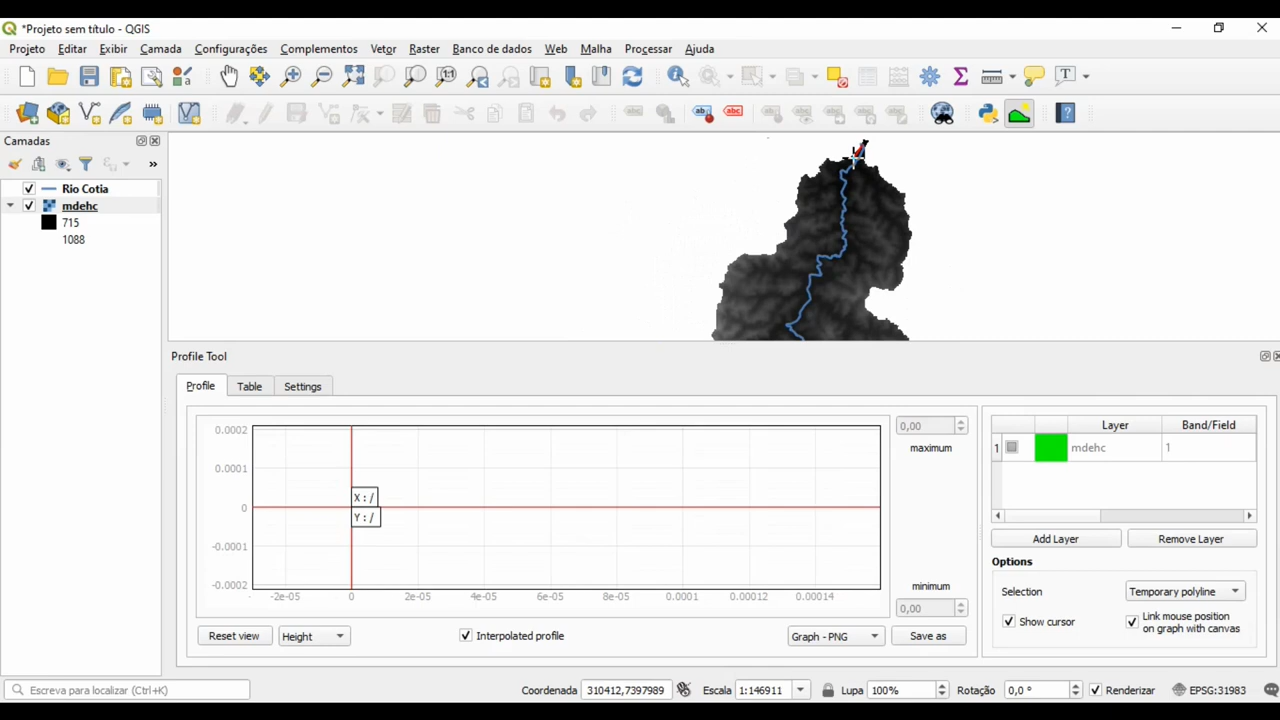 *Projeto sem título - QGIS
Projeto Editar Exibir Camada Configurações Complementos Vetor Raster Banco de dados Web Malha Processar Ajuda
Camadas
Rio Cotia
mdehc
715
1088
Profile Tool
Profile Table Settings
0.0002
0.0001
0
-0.0001
-0.0002
X : /
Y : /
-2e-05 0 2e-05 4e-05 6e-05 8e-05 0.0001 0.00012 0.00014
0,00
maximum
minimum
0,00
Reset view Height Interpolated profile Graph - PNG Save as
Layer Band/Field
1 mdehc 1
Add Layer Remove Layer
Options
Selection Temporary polyline
Show cursor Link mouse position
on graph with canvas
Escreva para localizar (Ctrl+K) Coordenada 310412,7397989 Escala 1:146911 Lupa 100% Rotação 0,0 ° Renderizar EPSG:31983